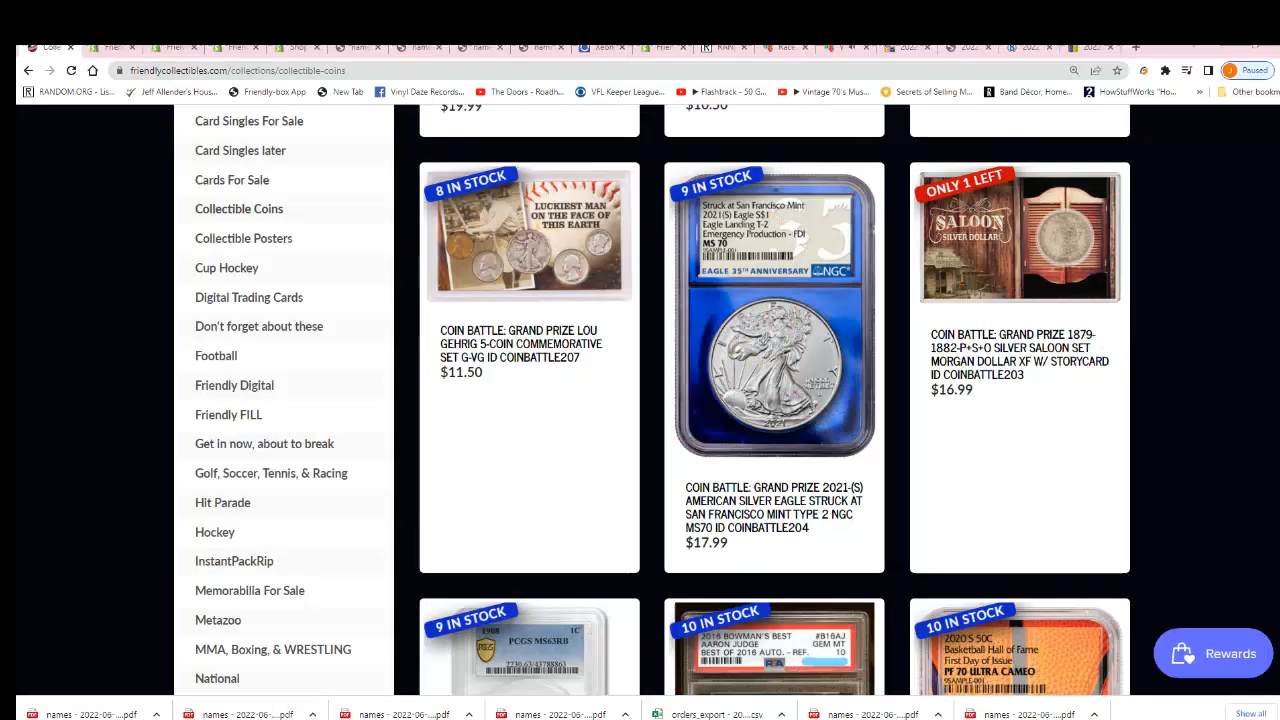 friendlycollectibles.com/collections/collectible-coins
Paused
RANDOM.ORG - Lis...
Jeff Allender's Hous...
Friendly-box App
New Tab
Vinyl Daze Records...
The Doors - Roadh...
VFL Keeper League...
Flashtrack - 50 G...
Vintage 70's Mus...
Secrets of Selling M...
Band Décor, Home...
HowStuffWorks "Ho...
»
Other bookm
Card Singles For Sale
Card Singles later
Cards For Sale
Collectible Coins
Collectible Posters
Cup Hockey
Digital Trading Cards
Don't forget about these
Football
Friendly Digital
Friendly FILL
Get in now, about to break
Golf, Soccer, Tennis, & Racing
Hit Parade
Hockey
InstantPackRip
Memorabilia For Sale
Metazoo
MMA, Boxing, & WRESTLING
National
$19.99
$10.50
8 IN STOCK
LUCKIEST MAN
ON THE FACE OF
THIS EARTH
COIN BATTLE: GRAND PRIZE LOU
GEHRIG 5-COIN COMMEMORATIVE
SET G-VG ID COINBATTLE207
$11.50
9 IN STOCK
Struck at San Francisco Mint
2021(S) Eagle S$1
Eagle Landing T-2
Emergency Production - FDI
MS 70
EAGLE 35TH ANNIVERSARY
NGC
2021
COIN BATTLE: GRAND PRIZE 2021-(S)
AMERICAN SILVER EAGLE STRUCK AT
SAN FRANCISCO MINT TYPE 2 NGC
MS70 ID COINBATTLE204
$17.99
ONLY 1 LEFT
SALOON
SILVER DOLLAR
COIN BATTLE: GRAND PRIZE 1879-
1882-P+S+O SILVER SALOON SET
MORGAN DOLLAR XF W/ STORYCARD
ID COINBATTLE203
$16.99
9 IN STOCK
1908 1C
PCGS MS63RB
2230.63/43788863
10 IN STOCK
2016 BOWMAN'S BEST #B16AJ
AARON JUDGE GEM MT
BEST OF 2016 AUTO. - REF. 10
10 IN STOCK
2020 S 50C
Basketball Hall of Fame
First Day of Issue
PF 70 ULTRA CAMEO
Rewards
names - 2022-06-....pdf
names - 2022-06-....pdf
names - 2022-06-....pdf
names - 2022-06-....pdf
orders_export - 20....csv
names - 2022-06-....pdf
names - 2022-06-....pdf
Show all